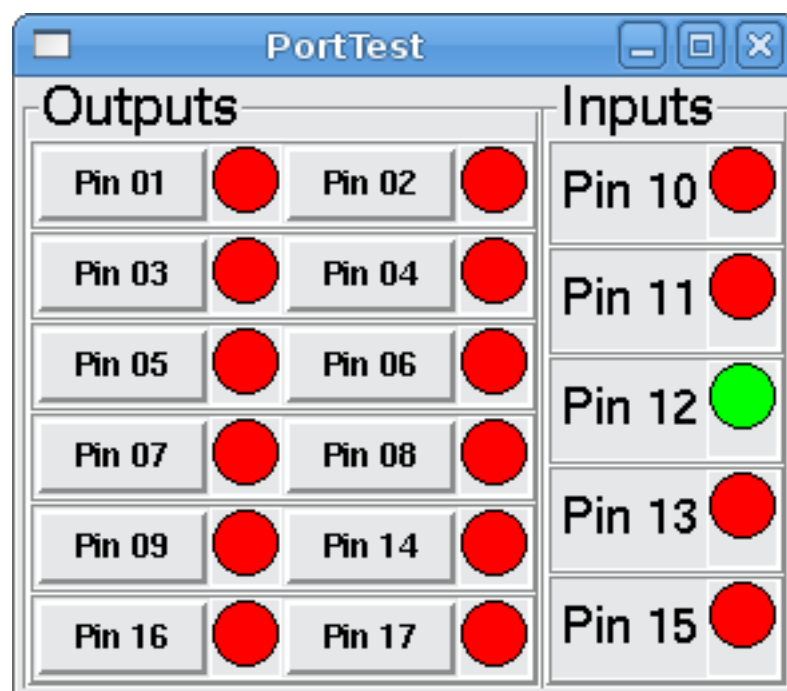 PortTest
Outputs
Pin 01 Pin 02
Pin 03 Pin 04
Pin 05 Pin 06
Pin 07 Pin 08
Pin 09 Pin 14
Pin 16 Pin 17
Inputs
Pin 10
Pin 11
Pin 12
Pin 13
Pin 15